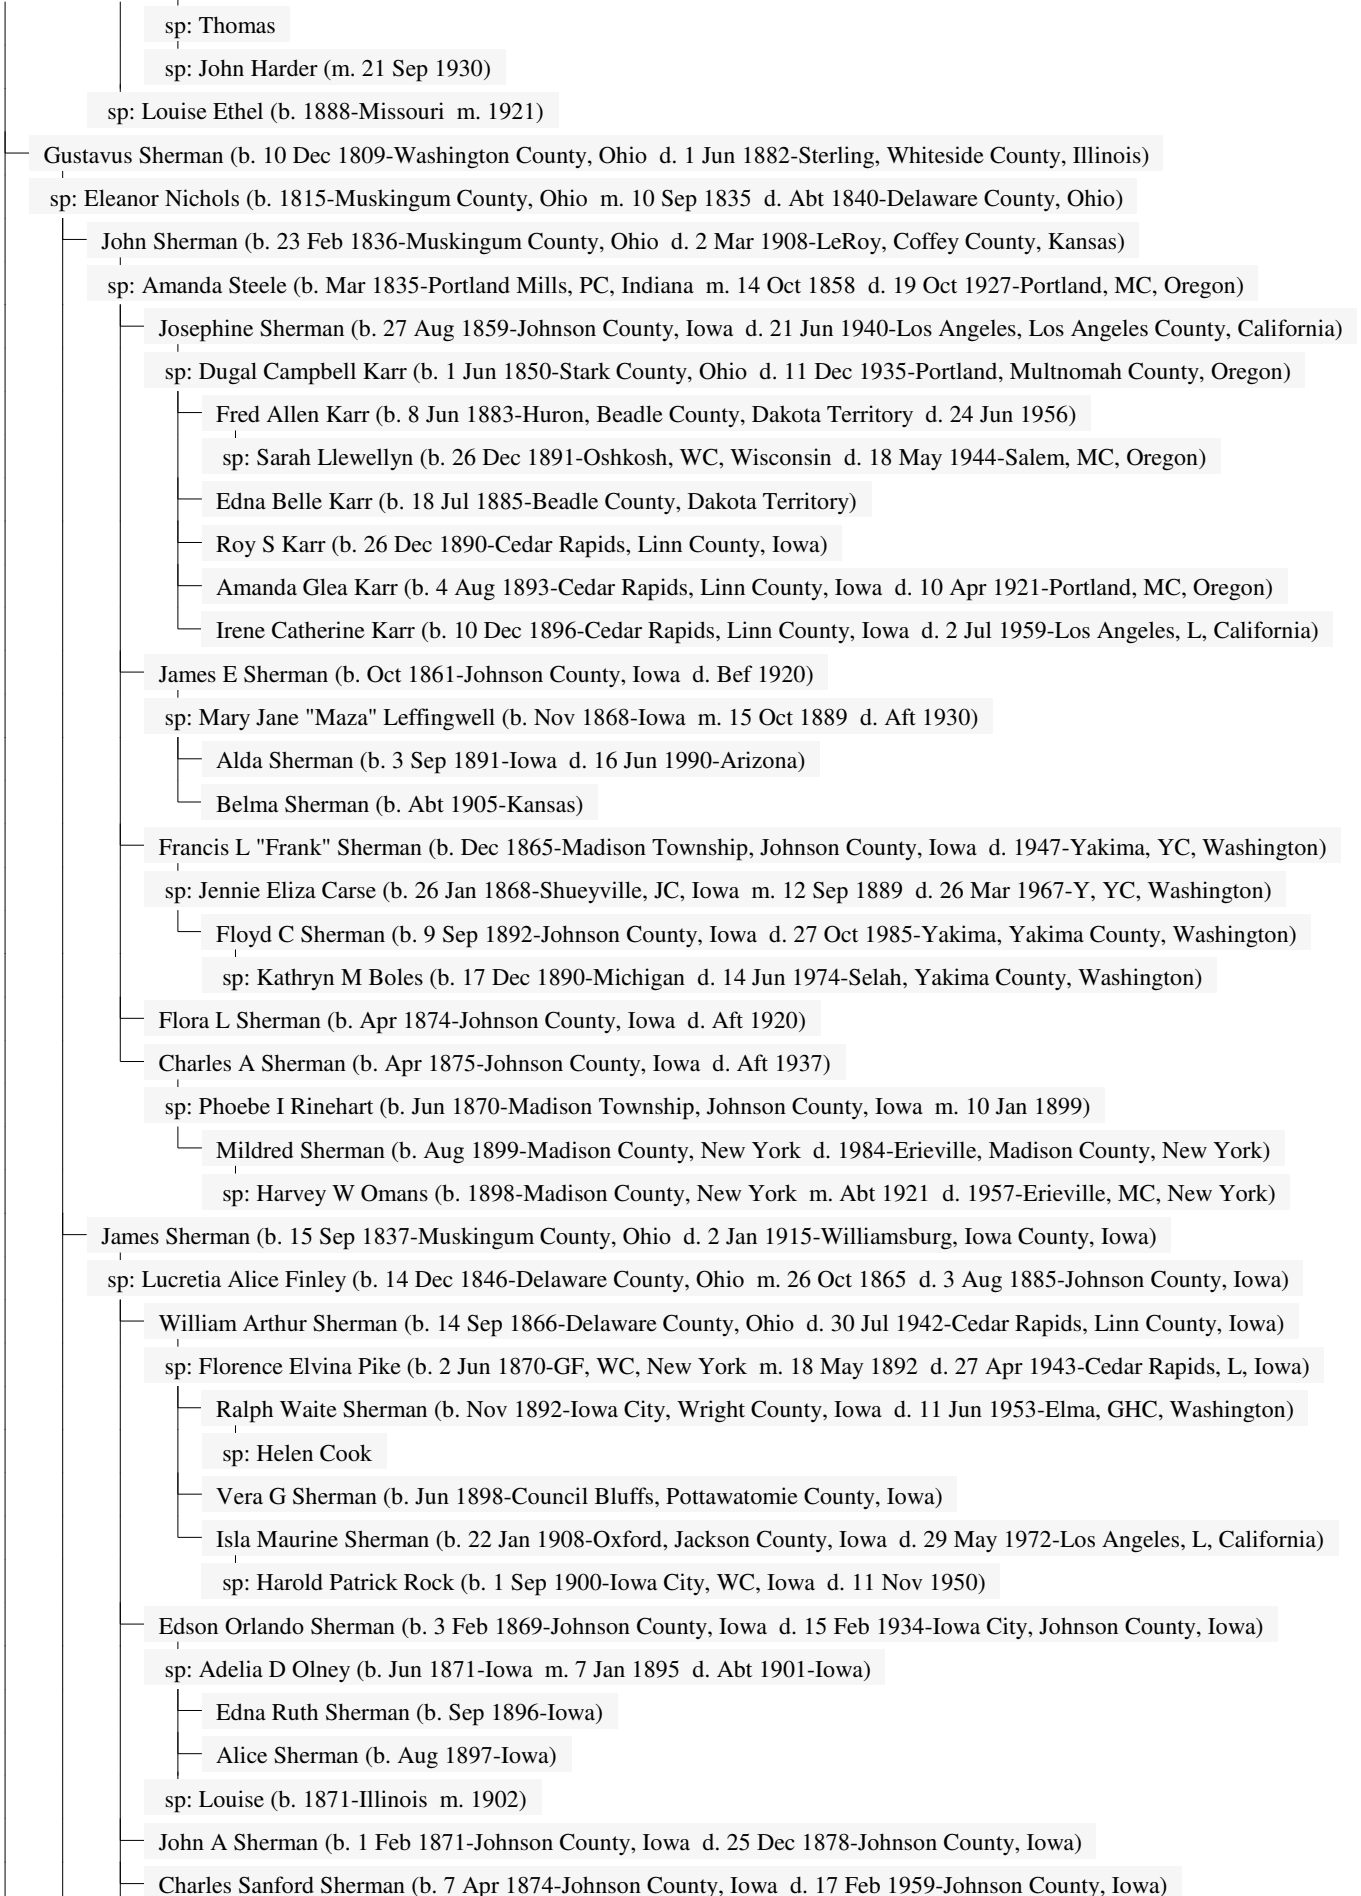 sp: Thomas
sp: John Harder (m. 21 Sep 1930)
sp: Louise Ethel (b. 1888-Missouri m. 1921)
Gustavus Sherman (b. 10 Dec 1809-Washington County, Ohio d. 1 Jun 1882-Sterling, Whiteside County, Illinois)
sp: Eleanor Nichols (b. 1815-Muskingum County, Ohio m. 10 Sep 1835 d. Abt 1840-Delaware County, Ohio)
John Sherman (b. 23 Feb 1836-Muskingum County, Ohio d. 2 Mar 1908-LeRoy, Coffey County, Kansas)
sp: Amanda Steele (b. Mar 1835-Portland Mills, PC, Indiana m. 14 Oct 1858 d. 19 Oct 1927-Portland, MC, Oregon)
Josephine Sherman (b. 27 Aug 1859-Johnson County, Iowa d. 21 Jun 1940-Los Angeles, Los Angeles County, California)
sp: Dugal Campbell Karr (b. 1 Jun 1850-Stark County, Ohio d. 11 Dec 1935-Portland, Multnomah County, Oregon)
Fred Allen Karr (b. 8 Jun 1883-Huron, Beadle County, Dakota Territory d. 24 Jun 1956)
sp: Sarah Llewellyn (b. 26 Dec 1891-Oshkosh, WC, Wisconsin d. 18 May 1944-Salem, MC, Oregon)
Edna Belle Karr (b. 18 Jul 1885-Beadle County, Dakota Territory)
Roy S Karr (b. 26 Dec 1890-Cedar Rapids, Linn County, Iowa)
Amanda Glea Karr (b. 4 Aug 1893-Cedar Rapids, Linn County, Iowa d. 10 Apr 1921-Portland, MC, Oregon)
Irene Catherine Karr (b. 10 Dec 1896-Cedar Rapids, Linn County, Iowa d. 2 Jul 1959-Los Angeles, L, California)
James E Sherman (b. Oct 1861-Johnson County, Iowa d. Bef 1920)
sp: Mary Jane "Maza" Leffingwell (b. Nov 1868-Iowa m. 15 Oct 1889 d. Aft 1930)
Alda Sherman (b. 3 Sep 1891-Iowa d. 16 Jun 1990-Arizona)
Belma Sherman (b. Abt 1905-Kansas)
Francis L "Frank" Sherman (b. Dec 1865-Madison Township, Johnson County, Iowa d. 1947-Yakima, YC, Washington)
sp: Jennie Eliza Carse (b. 26 Jan 1868-Shueyville, JC, Iowa m. 12 Sep 1889 d. 26 Mar 1967-Y, YC, Washington)
Floyd C Sherman (b. 9 Sep 1892-Johnson County, Iowa d. 27 Oct 1985-Yakima, Yakima County, Washington)
sp: Kathryn M Boles (b. 17 Dec 1890-Michigan d. 14 Jun 1974-Selah, Yakima County, Washington)
Flora L Sherman (b. Apr 1874-Johnson County, Iowa d. Aft 1920)
Charles A Sherman (b. Apr 1875-Johnson County, Iowa d. Aft 1937)
sp: Phoebe I Rinehart (b. Jun 1870-Madison Township, Johnson County, Iowa m. 10 Jan 1899)
Mildred Sherman (b. Aug 1899-Madison County, New York d. 1984-Erieville, Madison County, New York)
sp: Harvey W Omans (b. 1898-Madison County, New York m. Abt 1921 d. 1957-Erieville, MC, New York)
James Sherman (b. 15 Sep 1837-Muskingum County, Ohio d. 2 Jan 1915-Williamsburg, Iowa County, Iowa)
sp: Lucretia Alice Finley (b. 14 Dec 1846-Delaware County, Ohio m. 26 Oct 1865 d. 3 Aug 1885-Johnson County, Iowa)
William Arthur Sherman (b. 14 Sep 1866-Delaware County, Ohio d. 30 Jul 1942-Cedar Rapids, Linn County, Iowa)
sp: Florence Elvina Pike (b. 2 Jun 1870-GF, WC, New York m. 18 May 1892 d. 27 Apr 1943-Cedar Rapids, L, Iowa)
Ralph Waite Sherman (b. Nov 1892-Iowa City, Wright County, Iowa d. 11 Jun 1953-Elma, GHC, Washington)
sp: Helen Cook
Vera G Sherman (b. Jun 1898-Council Bluffs, Pottawatomie County, Iowa)
Isla Maurine Sherman (b. 22 Jan 1908-Oxford, Jackson County, Iowa d. 29 May 1972-Los Angeles, L, California)
sp: Harold Patrick Rock (b. 1 Sep 1900-Iowa City, WC, Iowa d. 11 Nov 1950)
Edson Orlando Sherman (b. 3 Feb 1869-Johnson County, Iowa d. 15 Feb 1934-Iowa City, Johnson County, Iowa)
sp: Adelia D Olney (b. Jun 1871-Iowa m. 7 Jan 1895 d. Abt 1901-Iowa)
Edna Ruth Sherman (b. Sep 1896-Iowa)
Alice Sherman (b. Aug 1897-Iowa)
sp: Louise (b. 1871-Illinois m. 1902)
John A Sherman (b. 1 Feb 1871-Johnson County, Iowa d. 25 Dec 1878-Johnson County, Iowa)
Charles Sanford Sherman (b. 7 Apr 1874-Johnson County, Iowa d. 17 Feb 1959-Johnson County, Iowa)